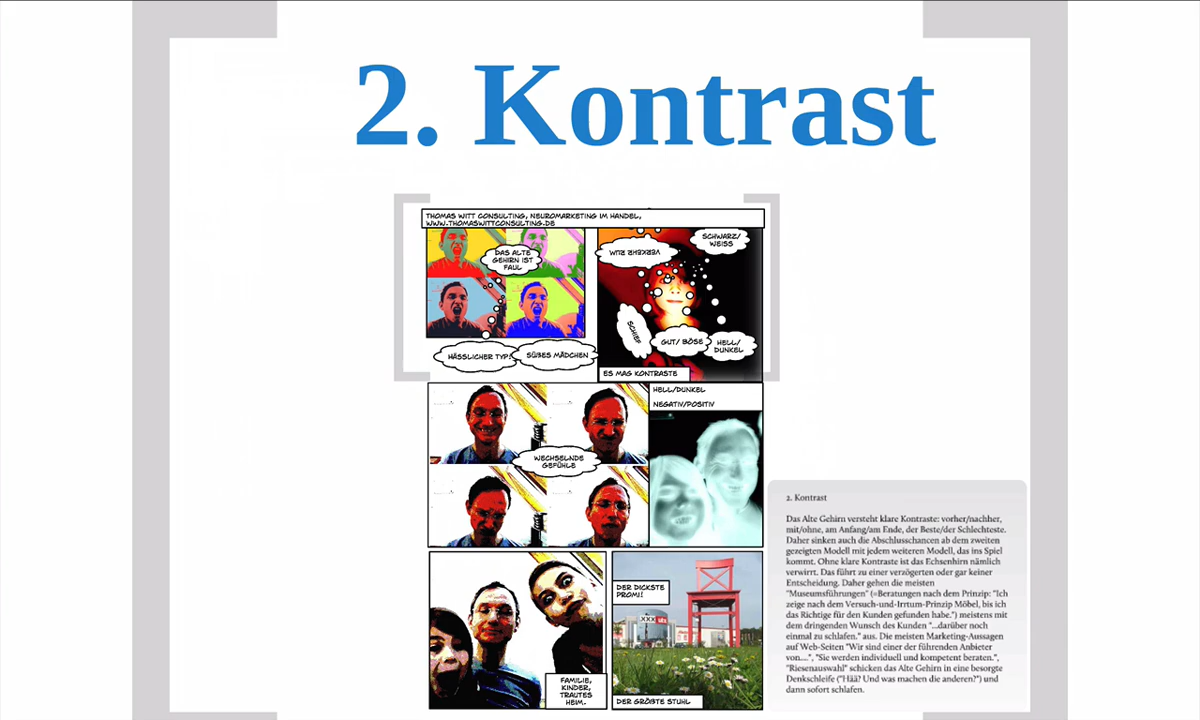 2. Kontrast
THOMAS WITT CONSULTING, NEUROMARKETING IM HANDEL,
WWW.THOMASWITTCONSULTING.DE
DAS ALTE
GEHIRN IST
FAUL
HÄSSLICHER TYP!
SÜßES MÄDCHEN
VERKEHRT RUM
SCHWARZ/
WEISS
SCHIEF
GUT/ BÖSE
HELL/
DUNKEL
ES MAG KONTRASTE
WECHSELNDE
GEFÜHLE
HELL/DUNKEL
NEGATIV/POSITIV
FAMILIE,
KINDER,
TRAUTES
HEIM.
DER DICKSTE
PROMI!
XXX
DER GRÖßTE STUHL
2. Kontrast
Das Alte Gehirn versteht klare Kontraste: vorher/nachher,
mit/ohne, am Anfang/am Ende, der Beste/der Schlechteste.
Daher sinken auch die Abschlusschancen ab dem zweiten
gezeigten Modell mit jedem weiteren Modell, das ins Spiel
kommt. Ohne klare Kontraste ist das Echsenhirn nämlich
verwirrt. Das führt zu einer verzögerten oder gar keiner
Entscheidung. Daher gehen die meisten
"Museumsführungen" (=Beratungen nach dem Prinzip: "Ich
zeige nach dem Versuch-und-Irrtum-Prinzip Möbel, bis ich
das Richtige für den Kunden gefunden habe.") meistens mit
dem dringenden Wunsch des Kunden "...darüber noch
einmal zu schlafen." aus. Die meisten Marketing-Aussagen
auf Web-Seiten "Wir sind einer der führenden Anbieter
von....", "Sie werden individuell und kompetent beraten.",
"Riesenauswahl" schicken das Alte Gehirn in eine besorgte
Denkschleife ("Hää? Und was machen die anderen?") und
dann sofort schlafen.